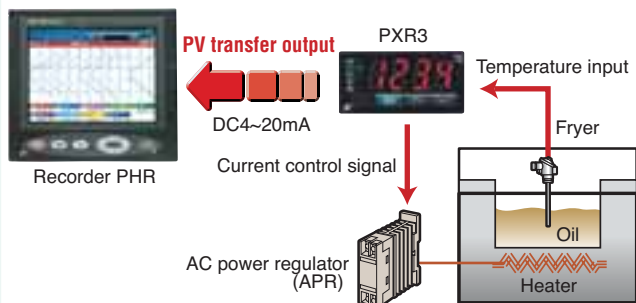 PV transfer output
DC4~20mA
Recorder PHR
PXR3
1234
Temperature input
Fryer
Current control signal
AC power regulator
(APR)
Oil
Heater